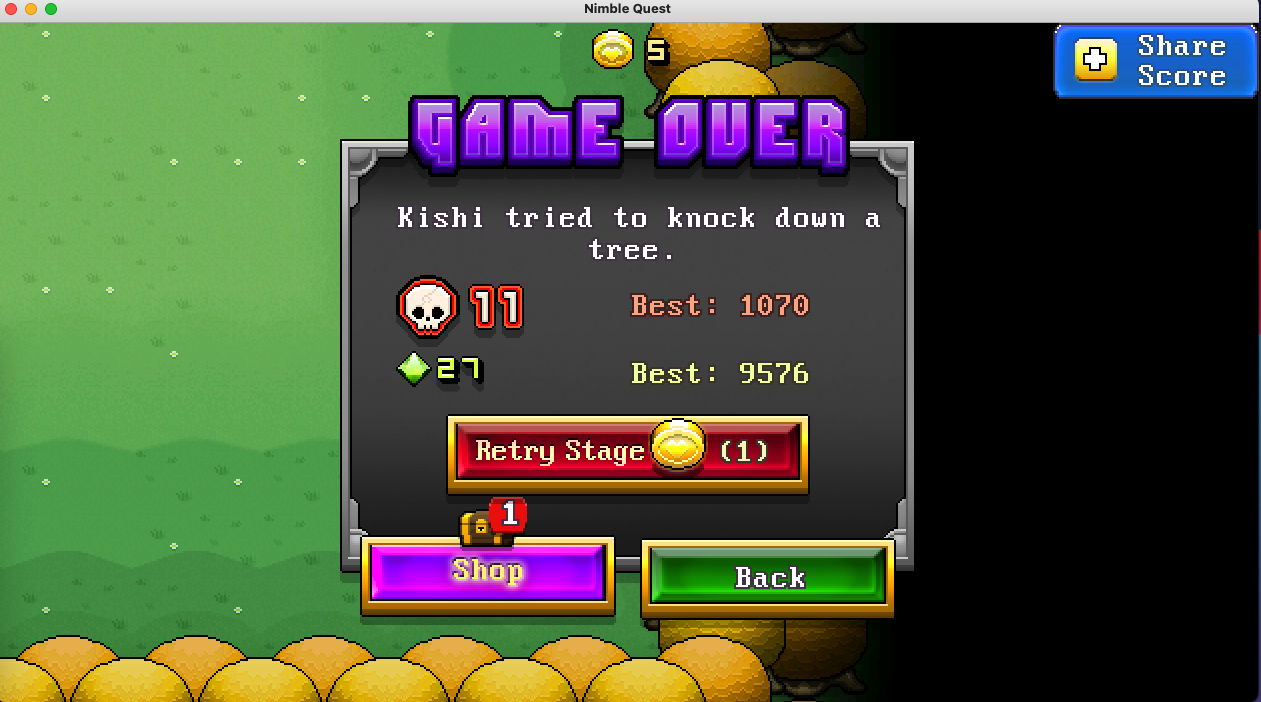 Nimble Quest
5
Share
Score
GAME OVER
Kishi tried to knock down a
tree.
11
Best: 1070
27
Best: 9576
Retry Stage (1)
1
Shop
Back